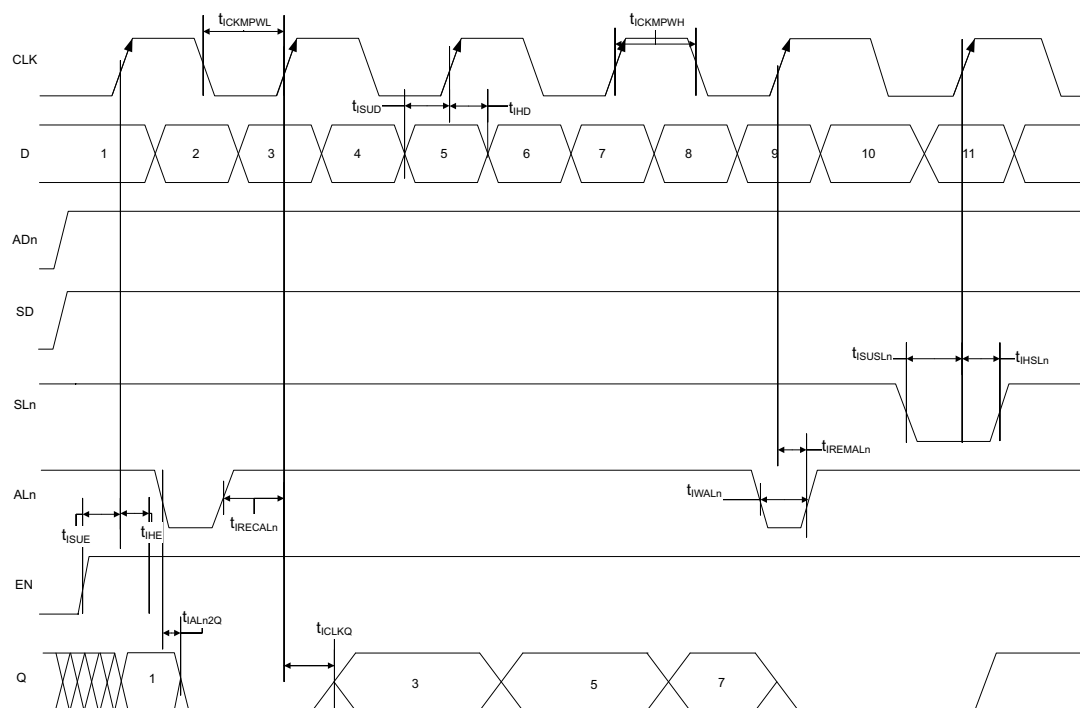 tICKMPWL
tICKMPWH
CLK
tISUD
tIHD
D
1 2 3 4 5 6 7 8 9 10 11
ADn
SD
tISUSLn
tIHSLn
SLn
tIREMALn
ALn
tIWALn
tISUE
tIHE
tIRECALn
EN
tIALn2Q
tICLKQ
Q
1 3 5 7